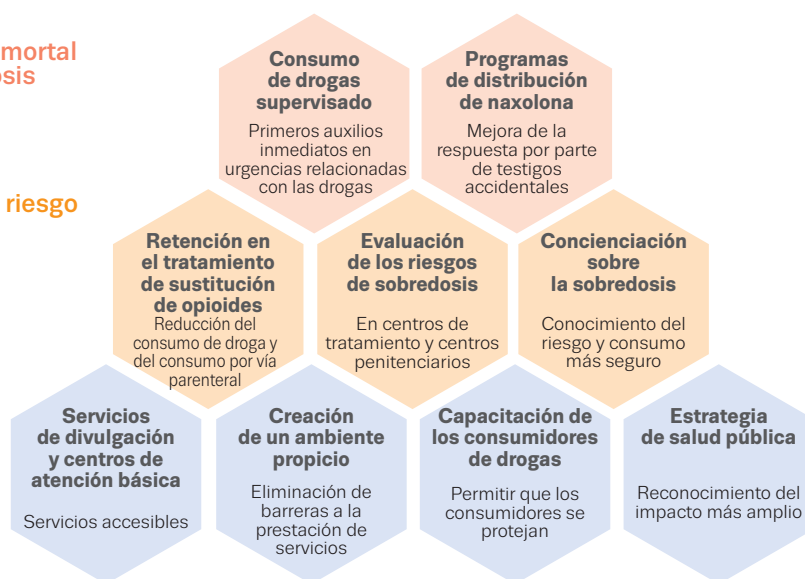 mortal
osis
Consumo
de drogas
supervisado
Primeros auxilios
inmediatos en
urgencias relacionadas
con las drogas
Programas
de distribución
de naxolona
Mejora de la
respuesta por parte
de testigos
accidentales
riesgo
Retención en
el tratamiento
de sustitución
de opioides
Reducción del
consumo de droga y
del consumo por vía
parenteral
Evaluación
de los riesgos
de sobredosis
En centros de
tratamiento y centros
penitenciarios
Concienciación
sobre
la sobredosis
Conocimiento del
riesgo y consumo
más seguro
Servicios
de divulgación
y centros de
atención básica
Servicios accesibles
Creación
de un ambiente
propicio
Eliminación de
barreras a la
prestación de
servicios
Capacitación de
los consumidores
de drogas
Permitir que los
consumidores se
protejan
Estrategia
de salud pública
Reconocimiento del
impacto más amplio